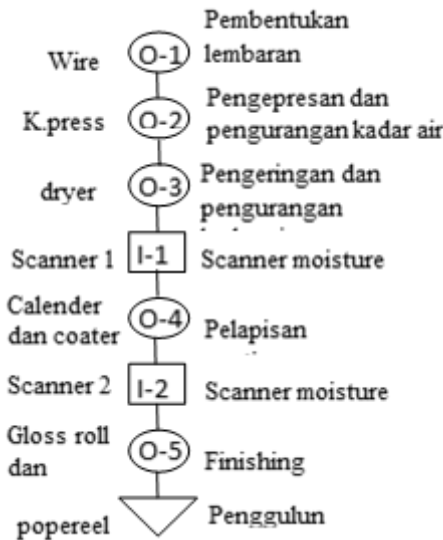 Pembentukan
Wire O-1 lembaran
K.press O-2 Pengepresan dan
pengurangan kadar air
dryer O-3 Pengeringan dan
pengurangan
Scanner 1 I-1 Scanner moisture
Calender
dan coater O-4 Pelapisan
Scanner 2 I-2 Scanner moisture
Gloss roll
dan O-5 Finishing
popereel Penggulun